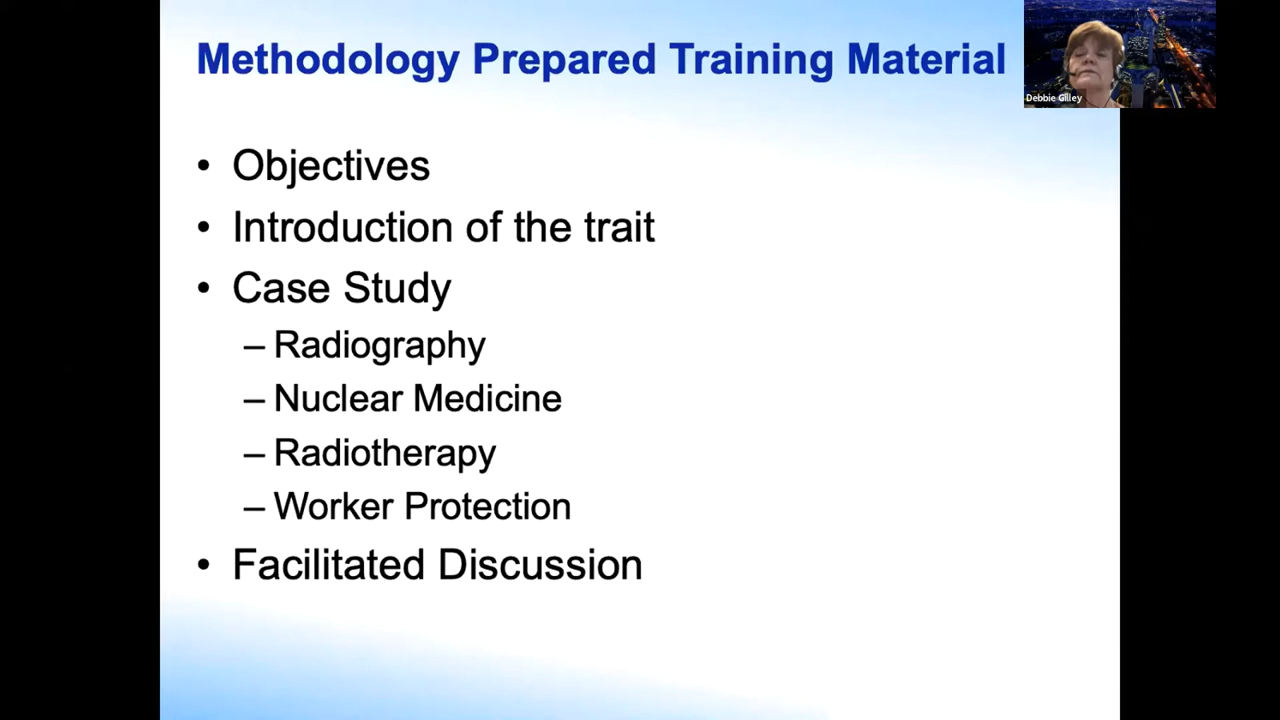 Methodology Prepared Training Material
Debbie Gilley
• Objectives
• Introduction of the trait
• Case Study
– Radiography
– Nuclear Medicine
– Radiotherapy
– Worker Protection
• Facilitated Discussion